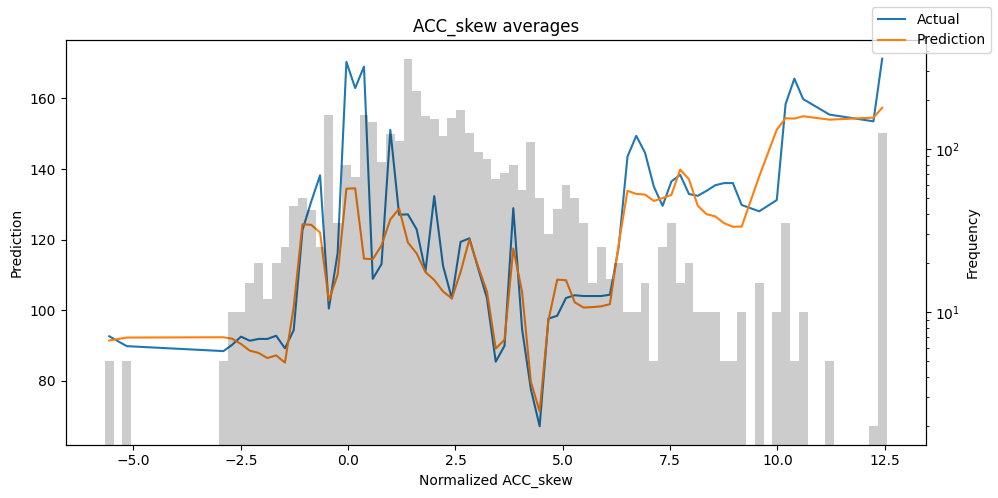 ACC_skew averages
Actual
Prediction
160
140
120
100
80
Prediction
10²
10¹
Frequency
−5.0 −2.5 0.0 2.5 5.0 7.5 10.0 12.5
Normalized ACC_skew